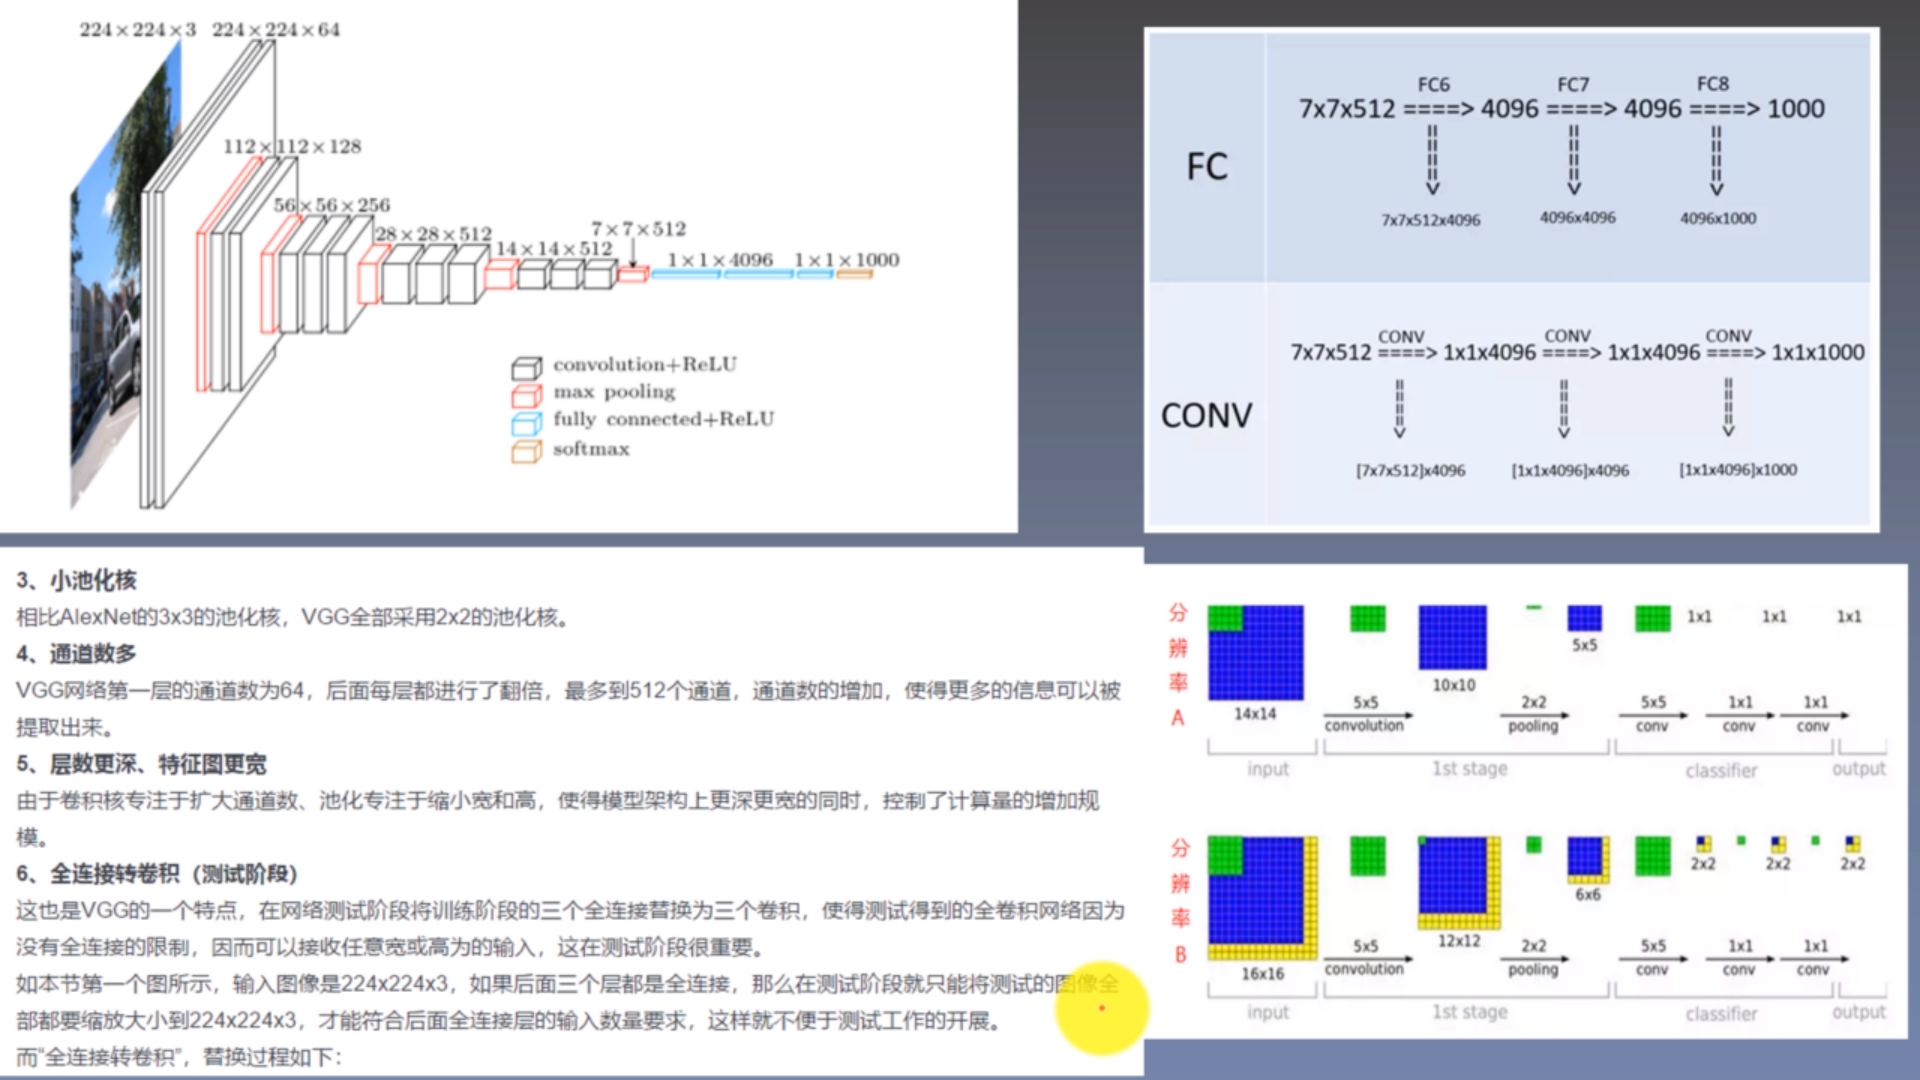 224×224×3 224×224×64
112×112×128
56×56×256
28×28×512
14×14×512
7×7×512
1×1×4096 1×1×1000
convolution+ReLU
max pooling
fully connected+ReLU
softmax
FC
FC6 FC7 FC8
7x7x512 ====> 4096 ====> 4096 ====> 1000
7x7x512x4096 4096x4096 4096x1000
CONV
CONV CONV CONV
7x7x512 ====> 1x1x4096 ====> 1x1x4096 ====> 1x1x1000
[7x7x512]x4096 [1x1x4096]x4096 [1x1x4096]x1000
3、小池化核
相比AlexNet的3x3的池化核，VGG全部采用2x2的池化核。
4、通道数多
VGG网络第一层的通道数为64，后面每层都进行了翻倍，最多到512个通道，通道数的增加，使得更多的信息可以被
提取出来。
5、层数更深、特征图更宽
由于卷积核专注于扩大通道数、池化专注于缩小宽和高，使得模型架构上更深更宽的同时，控制了计算量的增加规
模。
6、全连接转卷积（测试阶段）
这也是VGG的一个特点，在网络测试阶段将训练阶段的三个全连接替换为三个卷积，使得测试得到的全卷积网络因为
没有全连接的限制，因而可以接收任意宽或高为的输入，这在测试阶段很重要。
如本节第一个图所示，输入图像是224x224x3，如果后面三个层都是全连接，那么在测试阶段就只能将测试的图像全
部都要缩放大小到224x224x3，才能符合后面全连接层的输入数量要求，这样就不便于测试工作的开展。
而“全连接转卷积”，替换过程如下：
分辨率A
1x1 1x1 1x1
5x5
10x10
14x14
5x5 2x2 5x5 1x1 1x1
convolution pooling conv conv conv
input 1st stage classifier output
分辨率B
2x2 2x2 2x2
6x6
12x12
16x16
5x5 2x2 5x5 1x1 1x1
convolution pooling conv conv conv
input 1st stage classifier output